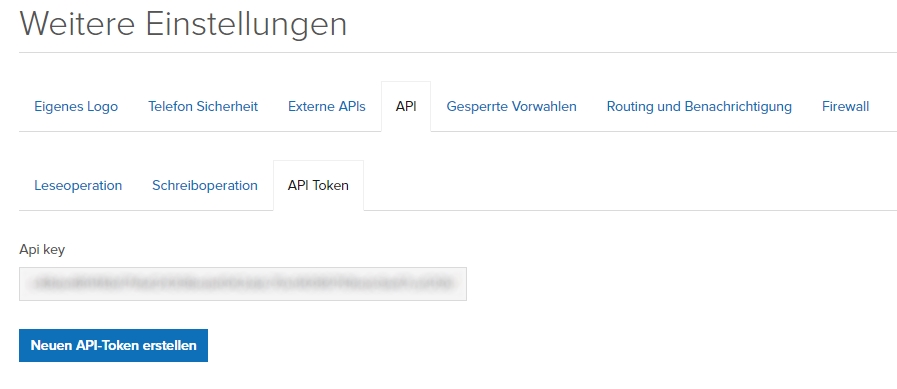 Weitere Einstellungen
Eigenes Logo Telefon Sicherheit Externe APIs API Gesperrte Vorwahlen Routing und Benachrichtigung Firewall
Leseoperation Schreiboperation API Token
Api key
Neuen API-Token erstellen